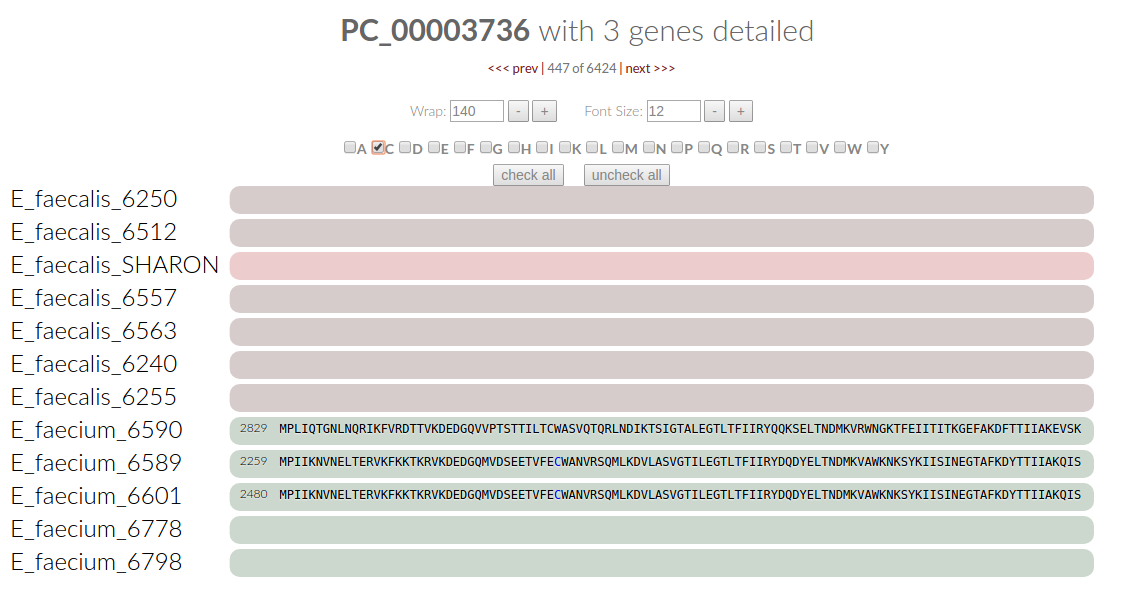 PC_00003736 with 3 genes detailed
<<< prev | 447 of 6424 | next >>>
Wrap: 140 - + Font Size: 12 - +
A C D E F G H I K L M N P Q R S T V W Y
check all uncheck all
E_faecalis_6250
E_faecalis_6512
E_faecalis_SHARON
E_faecalis_6557
E_faecalis_6563
E_faecalis_6240
E_faecalis_6255
E_faecium_6590 2829 MPLIQTGNLNQRIKFVRDTTVKDEDGQVVPTSTTILTCWASVQTQRLNDIKTSIGTALEGTLTFIIRYQQKSELTNDMKVRWNGKTFEIITITKGEFAKDFTTIIAKEVSK
E_faecium_6589 2259 MPIIKNVNELTERVKFKKTKRVKDEDGQMVDSEETVFECWANVRSQMLKDVLASVGTILEGTLTFIIRYDQDYELTNDMKVAWKNKSYKIISINEGTAFKDYTTIIAKQIS
E_faecium_6601 2480 MPIIKNVNELTERVKFKKTKRVKDEDGQMVDSEETVFECWANVRSQMLKDVLASVGTILEGTLTFIIRYDQDYELTNDMKVAWKNKSYKIISINEGTAFKDYTTIIAKQIS
E_faecium_6778
E_faecium_6798